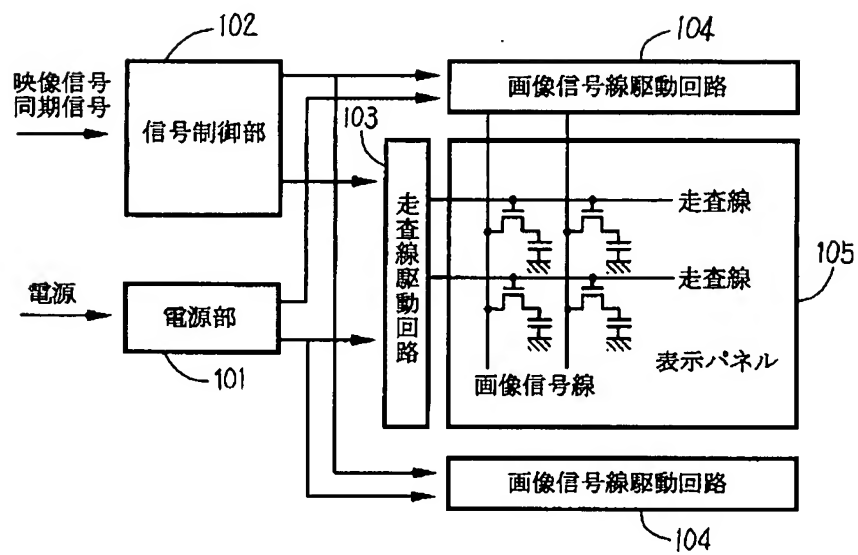 102
104
映像信号
同期信号
信号制御部
画像信号線駆動回路
103
走査線駆動回路
走査線
走査線
105
電源
電源部
101
表示パネル
画像信号線
画像信号線駆動回路
104